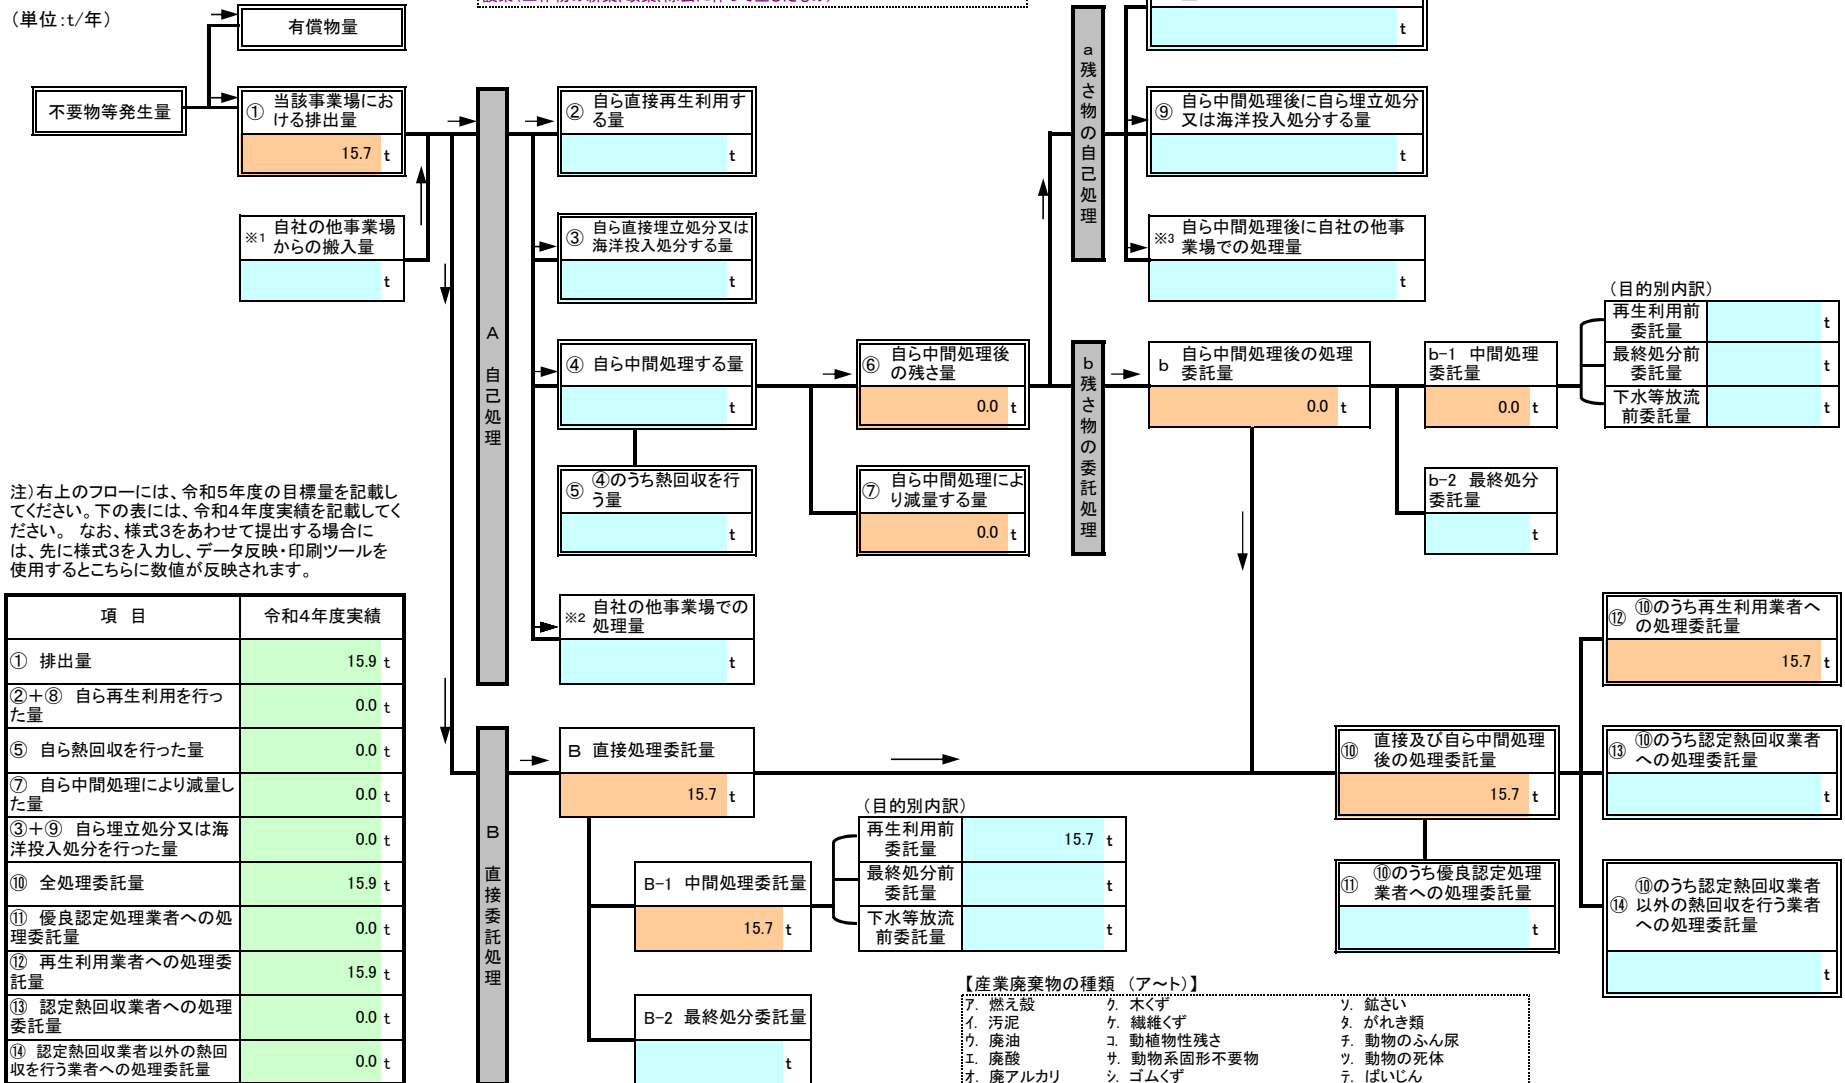 (単位:t/年)
有償物量
不要物等発生量
① 当該事業場にお
ける排出量
15.7 t
※1 自社の他事業場
からの搬入量
t
A 自己処理
② 自ら直接再生利用す
る量
t
③ 自ら直接埋立処分又は
海洋投入処分する量
t
④ 自ら中間処理する量
t
⑤ ④のうち熱回収を行
う量
t
※2 自社の他事業場での
処理量
t
⑥ 自ら中間処理後
の残さ量
0.0 t
⑦ 自ら中間処理によ
り減量する量
0.0 t
a 残さ物の自己処理
t
⑨ 自ら中間処理後に自ら埋立処分
又は海洋投入処分する量
t
※3 自ら中間処理後に自社の他事
業場での処理量
t
b 残さ物の委託処理
b 自ら中間処理後の処理
委託量
0.0 t
b-1 中間処理
委託量
0.0 t
b-2 最終処分
委託量
t
(目的別内訳)
再生利用前
委託量
t
最終処分前
委託量
t
下水等放流
前委託量
t
注)右上のフローには、令和5年度の目標量を記載し
てください。下の表には、令和4年度実績を記載してく
ださい。 なお、様式3をあわせて提出する場合に
は、先に様式3を入力し、データ反映・印刷ツールを
使用するとこちらに数値が反映されます。
項 目 令和4年度実績
① 排出量 15.9 t
②+⑧ 自ら再生利用を行っ
た量 0.0 t
⑤ 自ら熱回収を行った量 0.0 t
⑦ 自ら中間処理により減量し
た量 0.0 t
③+⑨ 自ら埋立処分又は海
洋投入処分を行った量 0.0 t
⑩ 全処理委託量 15.9 t
⑪ 優良認定処理業者への処
理委託量 0.0 t
⑫ 再生利用業者への処理委
託量 15.9 t
⑬ 認定熱回収業者への処理
委託量 0.0 t
⑭ 認定熱回収業者以外の熱回
収を行う業者への処理委託量 0.0 t
B 直接委託処理
B 直接処理委託量
15.7 t
B-1 中間処理委託量
15.7 t
B-2 最終処分委託量
t
(目的別内訳)
再生利用前
委託量
15.7 t
最終処分前
委託量
t
下水等放流
前委託量
t
⑩ 直接及び自ら中間処理
後の処理委託量
15.7 t
⑪ ⑩のうち優良認定処理
業者への処理委託量
t
⑫ ⑩のうち再生利用業者へ
の処理委託量
15.7 t
⑬ ⑩のうち認定熱回収業者
への処理委託量
t
⑭ ⑩のうち認定熱回収業者
以外の熱回収を行う業者
への処理委託量
t
【産業廃棄物の種類 (ア~ト)】
ア. 燃え殻 ク. 木くず ソ. 鉱さい
イ. 汚泥 ケ. 繊維くず タ. がれき類
ウ. 廃油 コ. 動植物性残さ チ. 動物のふん尿
エ. 廃酸 サ. 動物系固形不要物 ツ. 動物の死体
オ. 廃アルカリ シ. ゴムくず テ. ばいじん